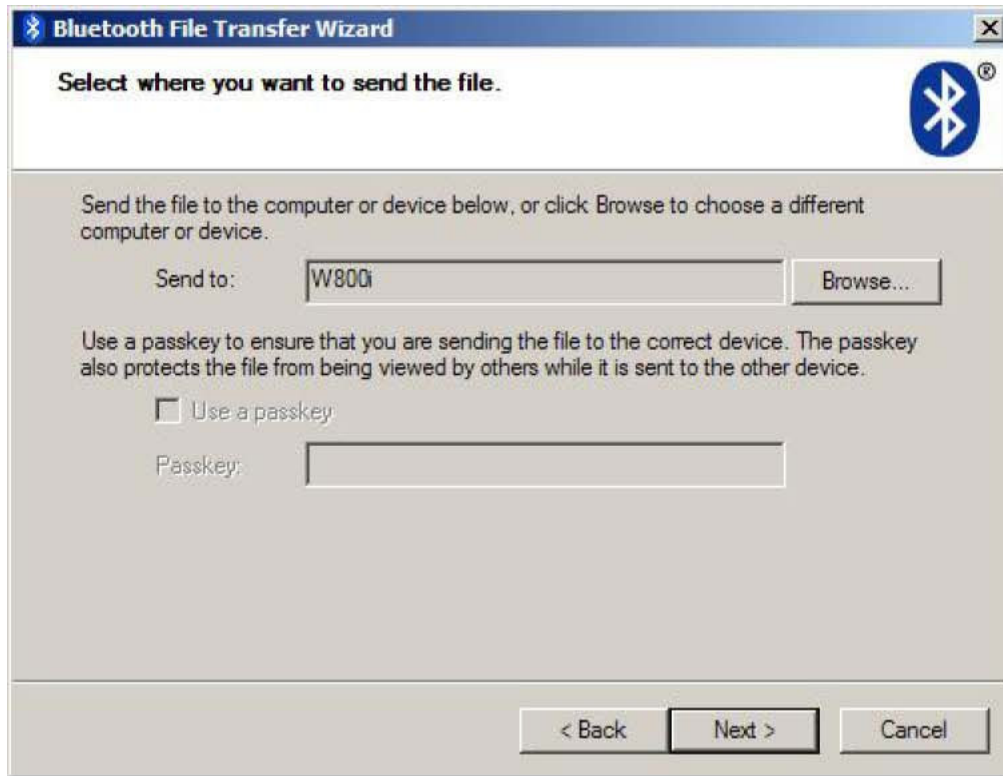 Bluetooth File Transfer Wizard
Select where you want to send the file.
®
Send the file to the computer or device below, or click Browse to choose a different
computer or device.
Send to: W800i Browse...
Use a passkey to ensure that you are sending the file to the correct device. The passkey
also protects the file from being viewed by others while it is sent to the other device.
Use a passkey
Passkey:
< Back Next > Cancel